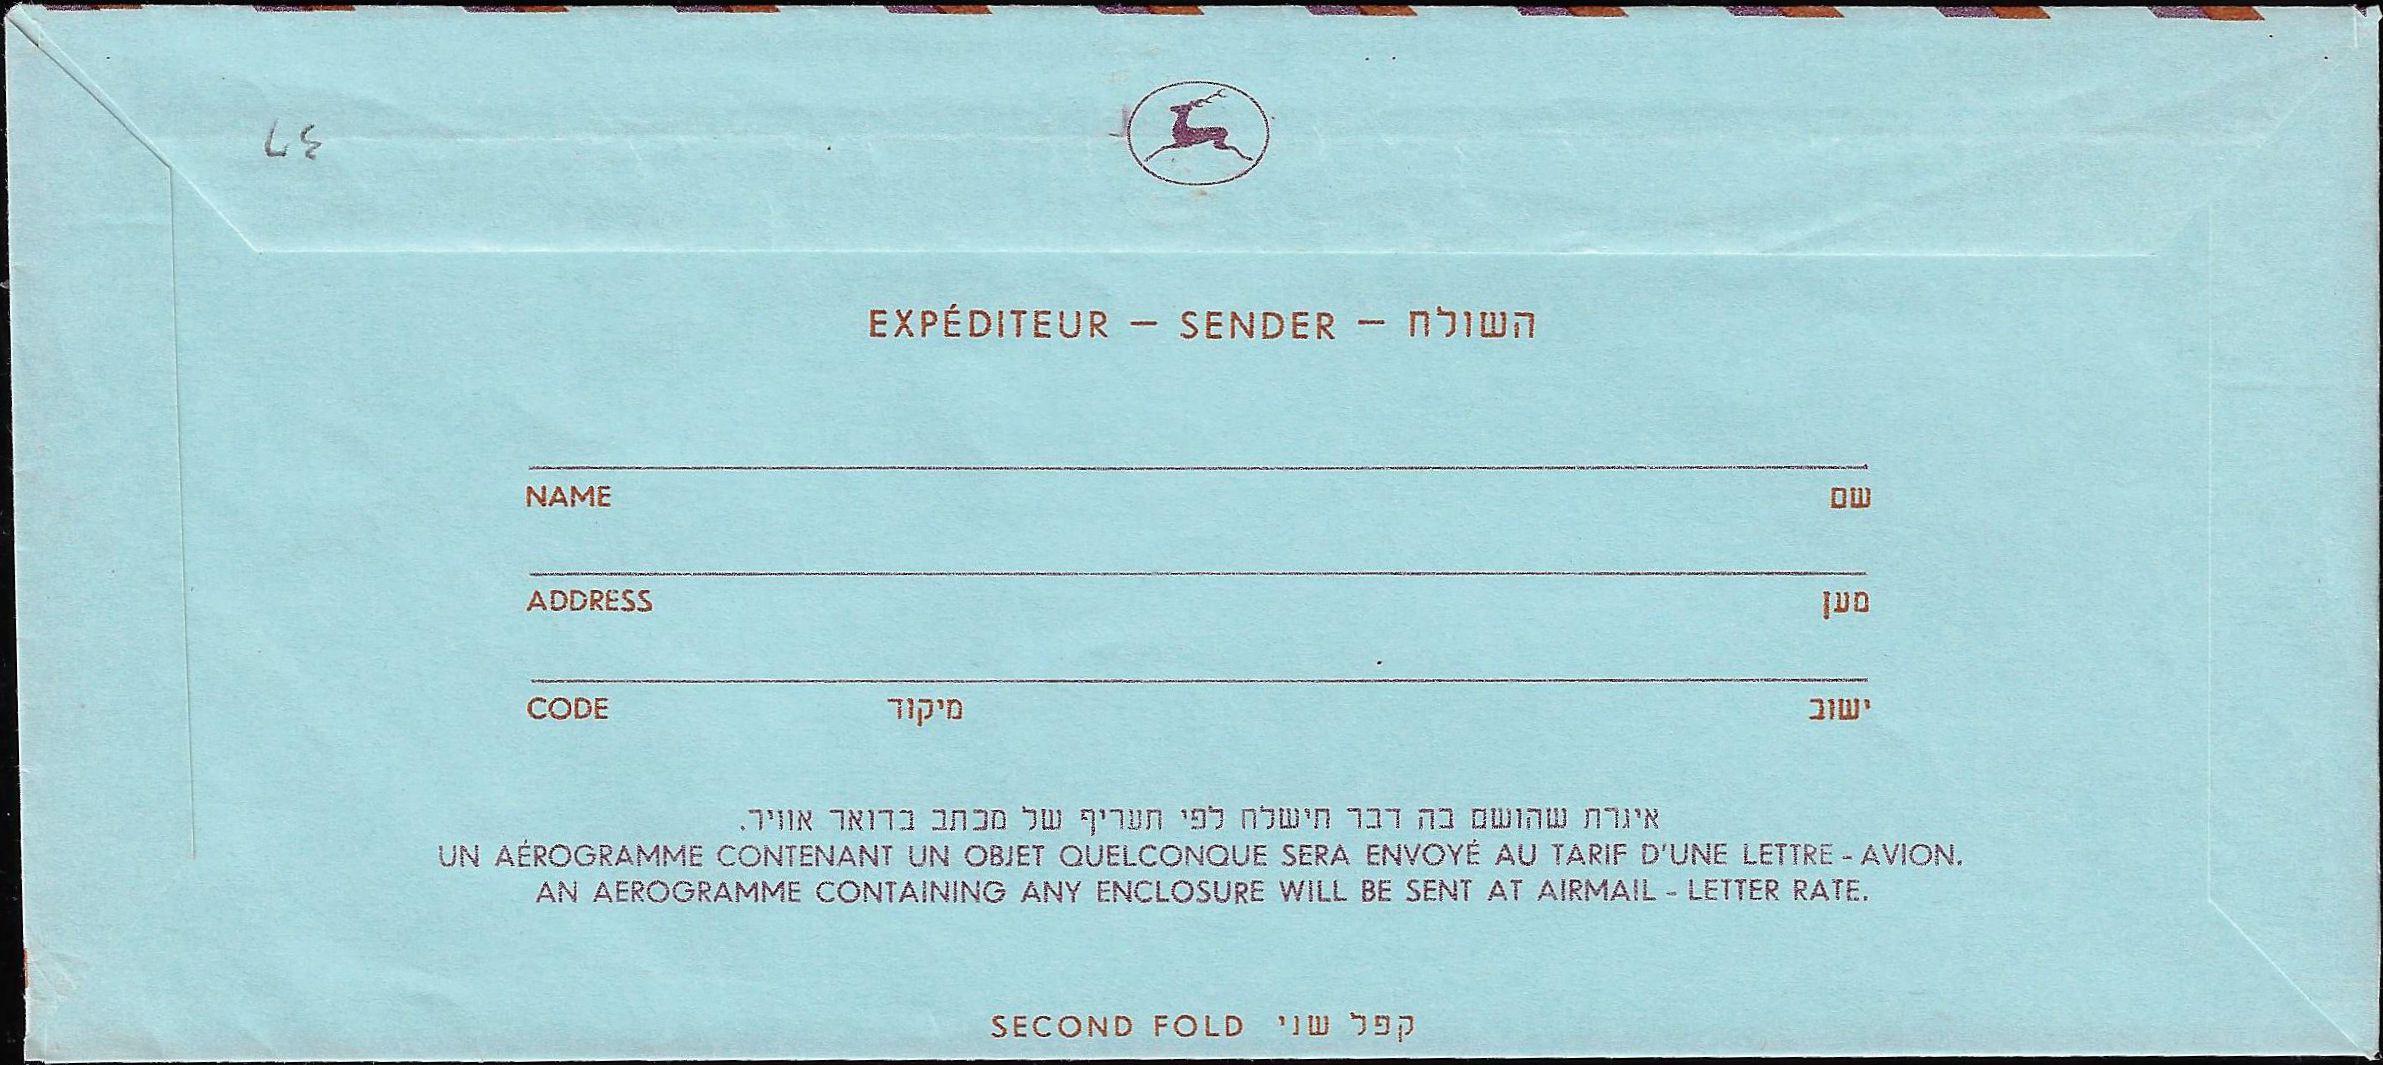 37
EXPÉDITEUR — SENDER — השולח
NAME שם
ADDRESS מען
CODE מיקוד ישוב
איגרת שהושם בה דבר תישלח לפי תעריף של מכתב בדואר אוויר.
UN AÉROGRAMME CONTENANT UN OBJET QUELCONQUE SERA ENVOYÉ AU TARIF D'UNE LETTRE - AVION.
AN AEROGRAMME CONTAINING ANY ENCLOSURE WILL BE SENT AT AIRMAIL - LETTER RATE.
SECOND FOLD קפל שני